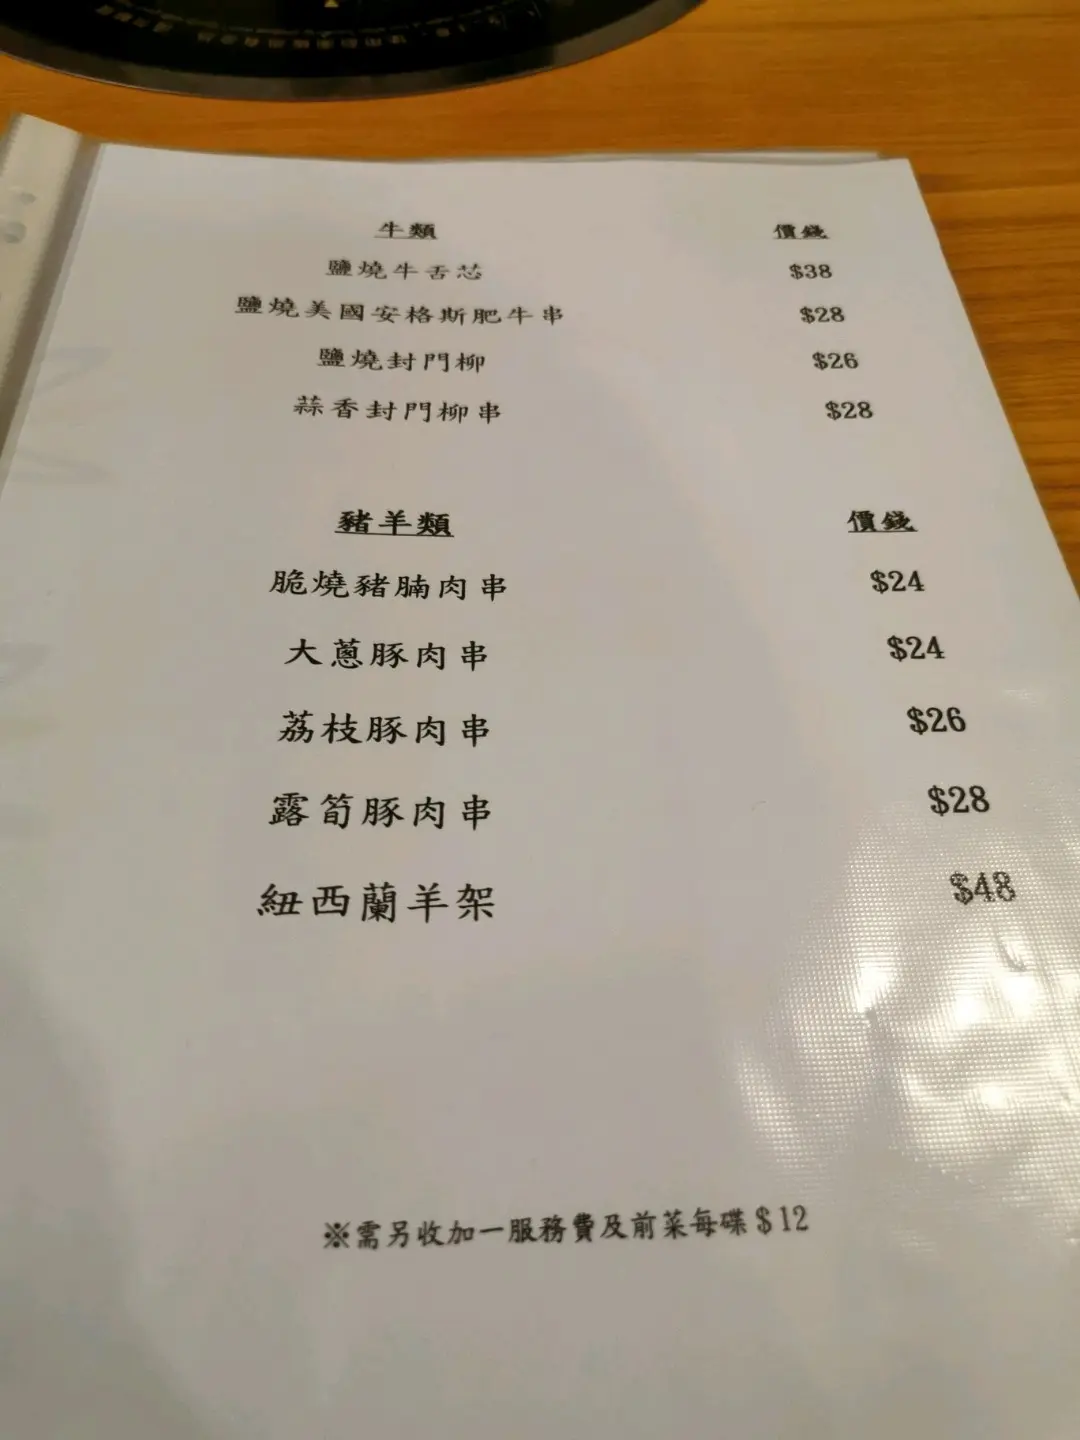 牛類 價錢
鹽燒牛舌芯 $38
鹽燒美國安格斯肥牛串 $28
鹽燒封門柳 $26
蒜香封門柳串 $28
豬羊類 價錢
脆燒豬腩肉串 $24
大蔥豚肉串 $24
荔枝豚肉串 $26
露筍豚肉串 $28
紐西蘭羊架 $48
※需另收加一服務費及前菜每碟$12